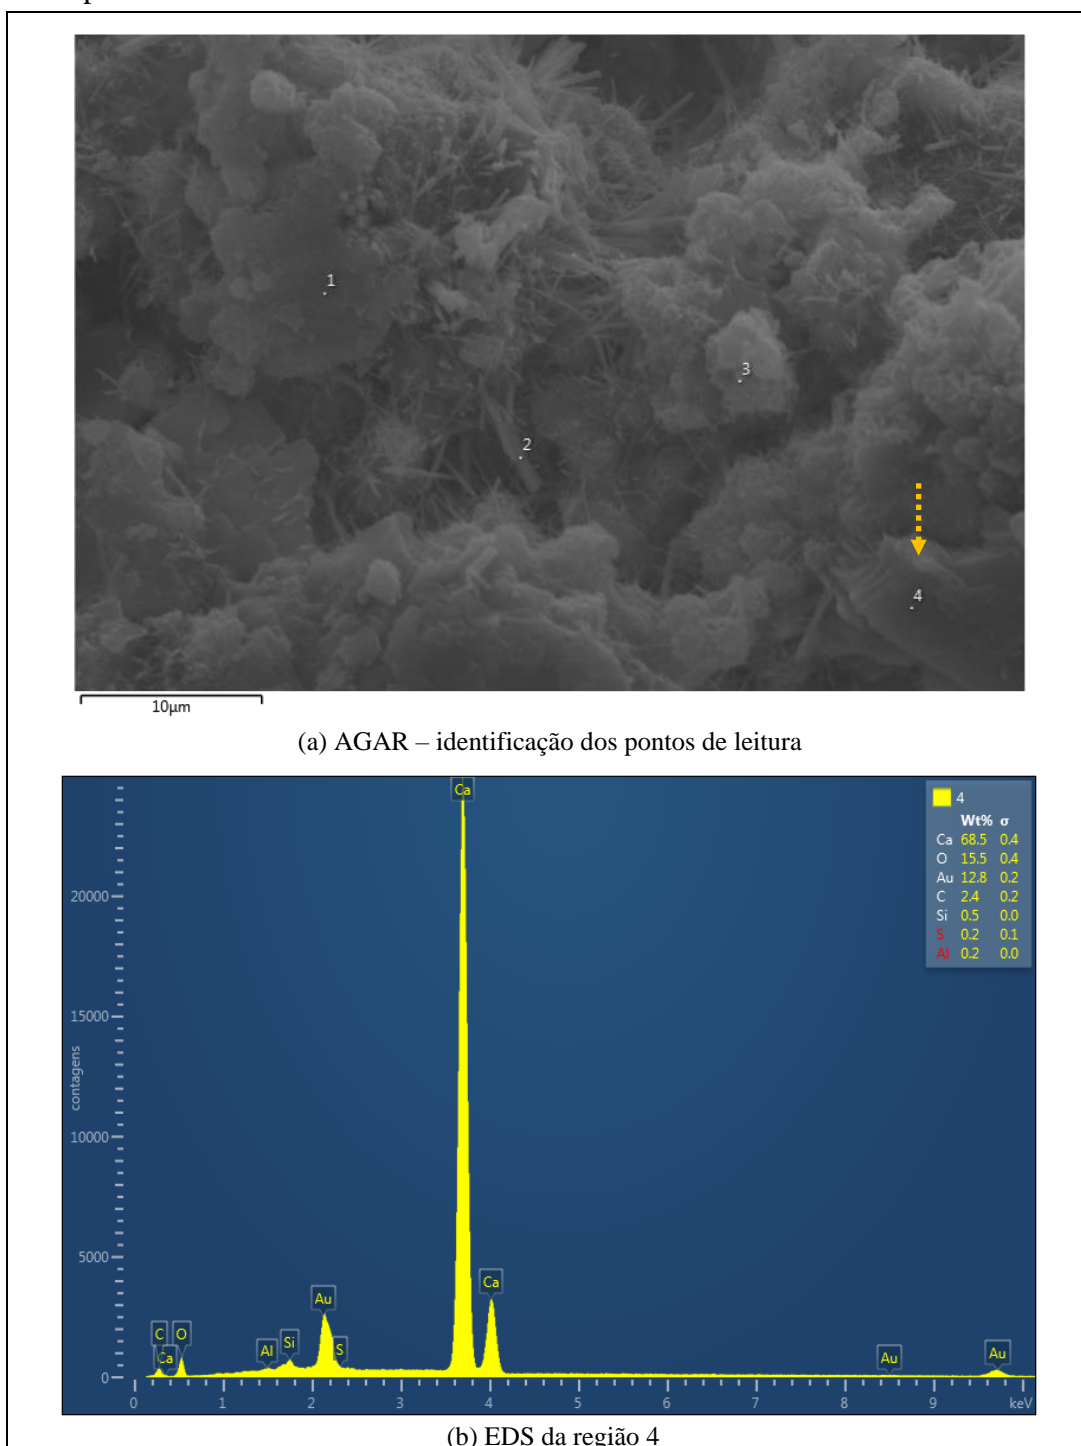 1
3
2
4
10µm
(a) AGAR – identificação dos pontos de leitura
Ca
4
Wt% σ
Ca 68.5 0.4
O 15.5 0.4
Au 12.8 0.2
C 2.4 0.2
Si 0.5 0.0
S 0.2 0.1
Al 0.2 0.0
20000
15000
contagens
10000
5000
Au
Ca
C O
Ca
Al Si S
Au Au
0
0 1 2 3 4 5 6 7 8 9 keV
(b) EDS da região 4